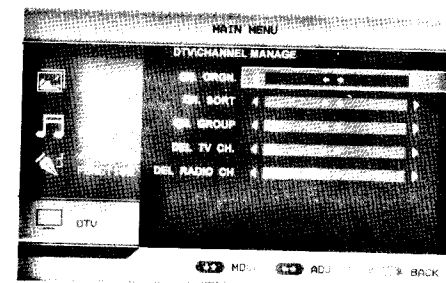 MAIN MENU
DTV\CHANNEL MANAGE
CH. ORGN.
CH. SORT
CH. GROUP
DEL TV CH.
DEL RADIO CH
DTV
ADJ
BACK